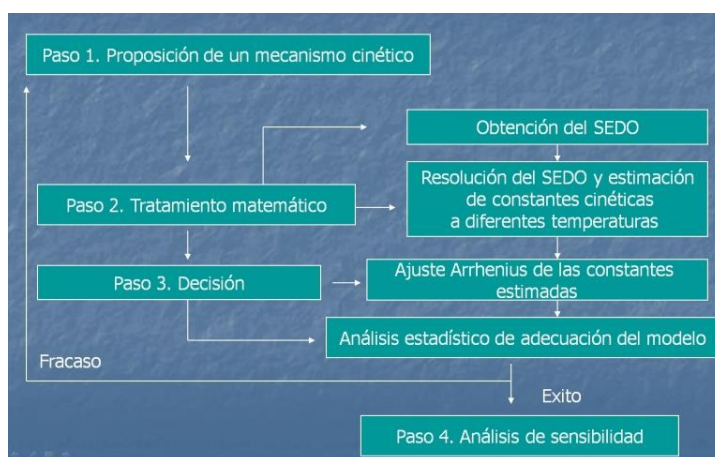 Paso 1. Proposición de un mecanismo cinético
Obtención del SEDO
Paso 2. Tratamiento matemático
Resolución del SEDO y estimación
de constantes cinéticas
a diferentes temperaturas
Paso 3. Decisión
Ajuste Arrhenius de las constantes
estimadas
Análisis estadístico de adecuación del modelo
Fracaso
Exito
Paso 4. Análisis de sensibilidad